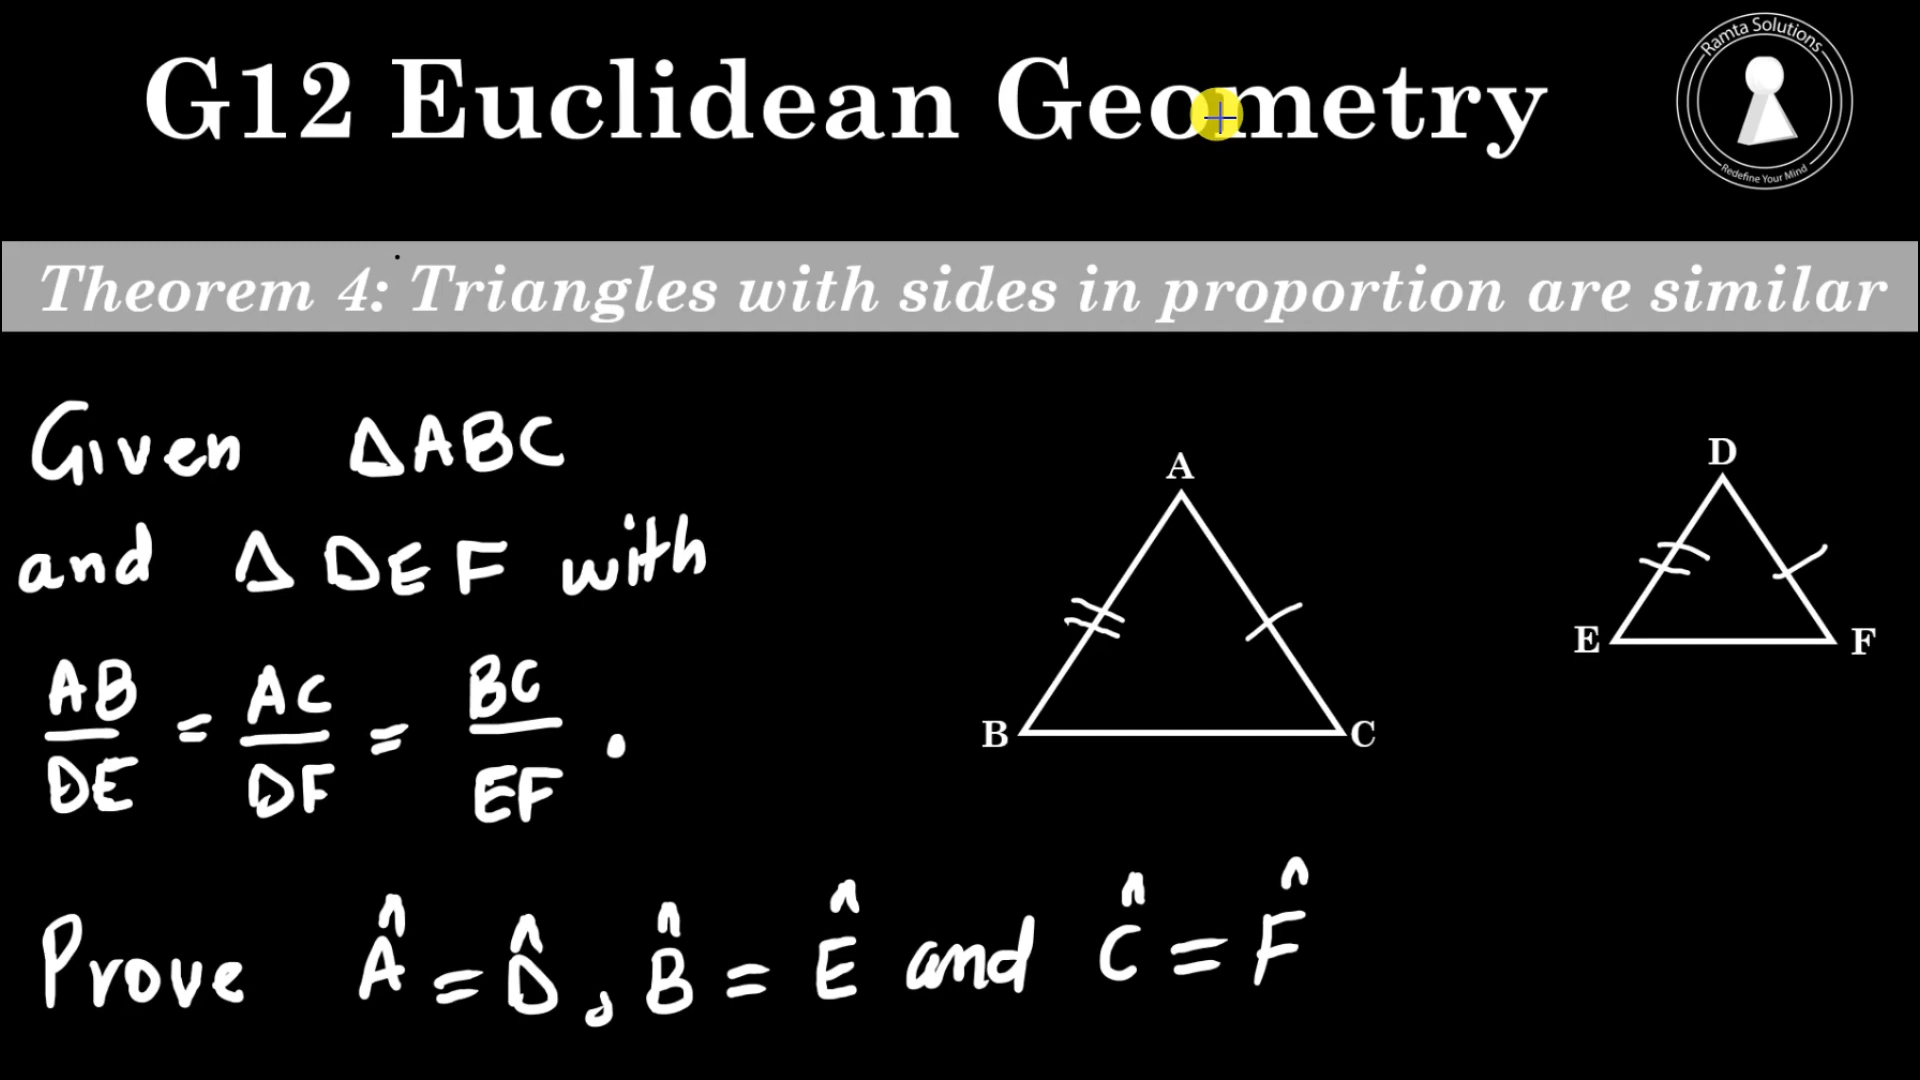 G12 Euclidean Geometry
Ramta Solutions
Redefine Your Mind
Theorem 4: Triangles with sides in proportion are similar
Given ΔABC
and Δ DEF with
AB/DE = AC/DF = BC/EF .
A
B
C
D
E
F
Prove Â = D̂, B̂ = Ê and Ĉ = F̂